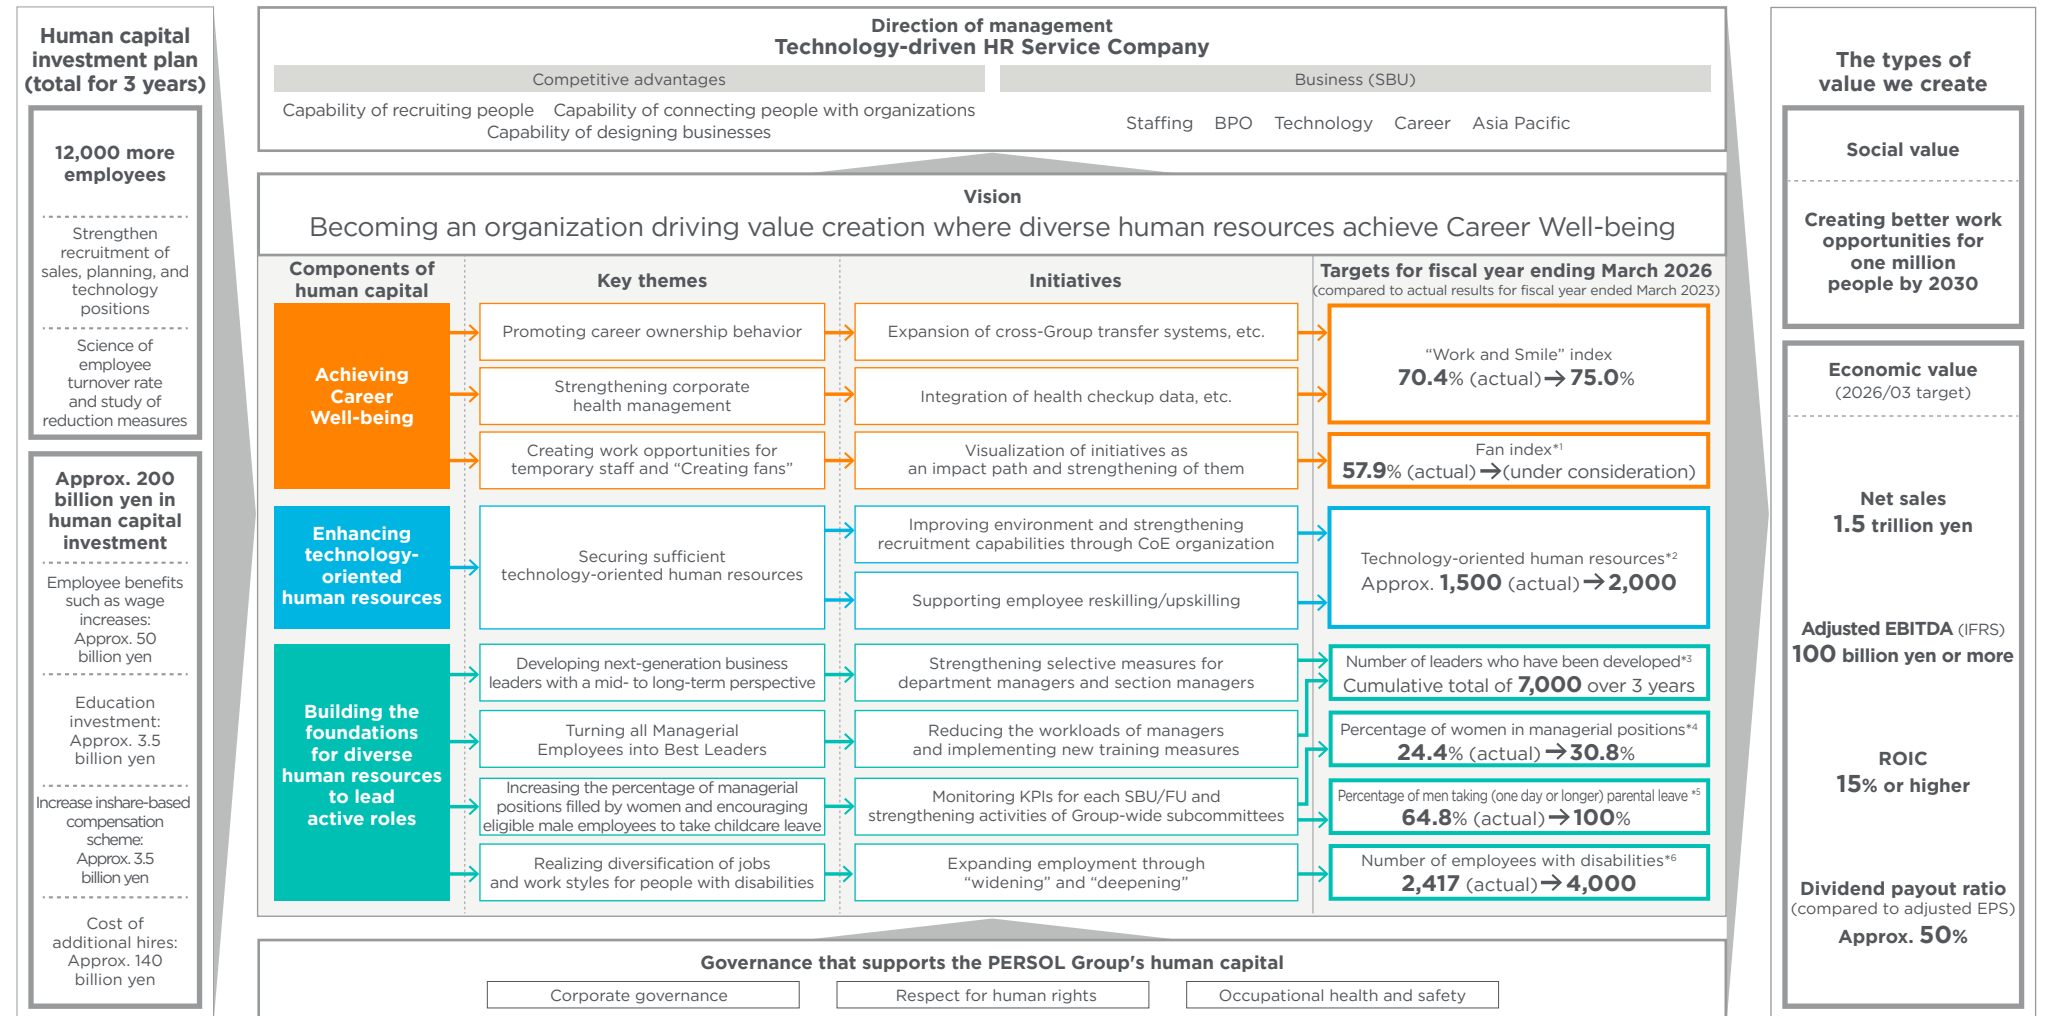 Human capital
investment plan
(total for 3 years)
12,000 more
employees
Strengthen
recruitment of
sales, planning, and
technology
positions
Science of
employee
turnover rate
and study of
reduction measures
Approx. 200
billion yen in
human capital
investment
Employee benefits
such as wage
increases:
Approx. 50
billion yen
Education
investment:
Approx. 3.5
billion yen
Increase inshare-based
compensation
scheme:
Approx. 3.5
billion yen
Cost of
additional hires:
Approx. 140
billion yen
Direction of management
Technology-driven HR Service Company
Competitive advantages
Capability of recruiting people Capability of connecting people with organizations
Capability of designing businesses
Business (SBU)
Staffing BPO Technology Career Asia Pacific
Vision
Becoming an organization driving value creation where diverse human resources achieve Career Well-being
Components of
human capital
Key themes
Initiatives
Targets for fiscal year ending March 2026
(compared to actual results for fiscal year ended March 2023)
Achieving
Career
Well-being
Promoting career ownership behavior
Expansion of cross-Group transfer systems, etc.
Strengthening corporate
health management
Integration of health checkup data, etc.
“Work and Smile” index
70.4% (actual) → 75.0%
Creating work opportunities for
temporary staff and “Creating fans”
Visualization of initiatives as
an impact path and strengthening of them
Fan index*1
57.9% (actual) → (under consideration)
Enhancing
technology-
oriented
human resources
Securing sufficient
technology-oriented human resources
Improving environment and strengthening
recruitment capabilities through CoE organization
Supporting employee reskilling/upskilling
Technology-oriented human resources*2
Approx. 1,500 (actual) → 2,000
Building the
foundations
for diverse
human resources
to lead
active roles
Developing next-generation business
leaders with a mid- to long-term perspective
Strengthening selective measures for
department managers and section managers
Number of leaders who have been developed*3
Cumulative total of 7,000 over 3 years
Turning all Managerial
Employees into Best Leaders
Reducing the workloads of managers
and implementing new training measures
Percentage of women in managerial positions*4
24.4% (actual) → 30.8%
Increasing the percentage of managerial
positions filled by women and encouraging
eligible male employees to take childcare leave
Monitoring KPIs for each SBU/FU and
strengthening activities of Group-wide subcommittees
Percentage of men taking (one day or longer) parental leave *5
64.8% (actual) → 100%
Realizing diversification of jobs
and work styles for people with disabilities
Expanding employment through
“widening” and “deepening”
Number of employees with disabilities*6
2,417 (actual) → 4,000
Governance that supports the PERSOL Group's human capital
Corporate governance
Respect for human rights
Occupational health and safety
The types of
value we create
Social value
Creating better work
opportunities for
one million
people by 2030
Economic value
(2026/03 target)
Net sales
1.5 trillion yen
Adjusted EBITDA (IFRS)
100 billion yen or more
ROIC
15% or higher
Dividend payout ratio
(compared to adjusted EPS)
Approx. 50%